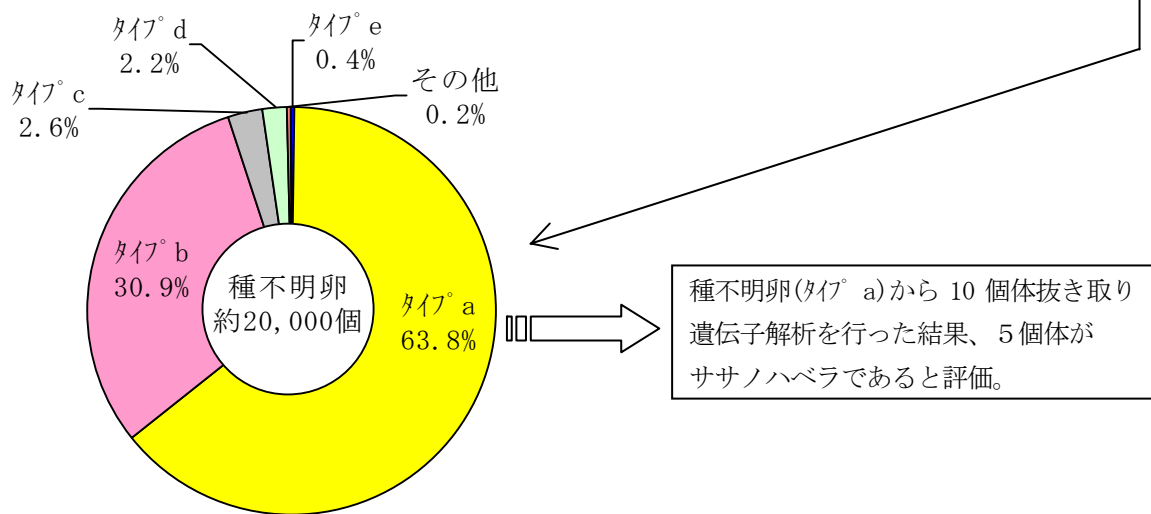 ﾀｲﾌﾟd
2.2%
ﾀｲﾌﾟe
0.4%
その他
0.2%
ﾀｲﾌﾟc
2.6%
ﾀｲﾌﾟb
30.9%
種不明卵
約20,000個
ﾀｲﾌﾟa
63.8%
種不明卵(ﾀｲﾌﾟa)から 10 個体抜き取り
遺伝子解析を行った結果、５個体が
ササノハベラであると評価。